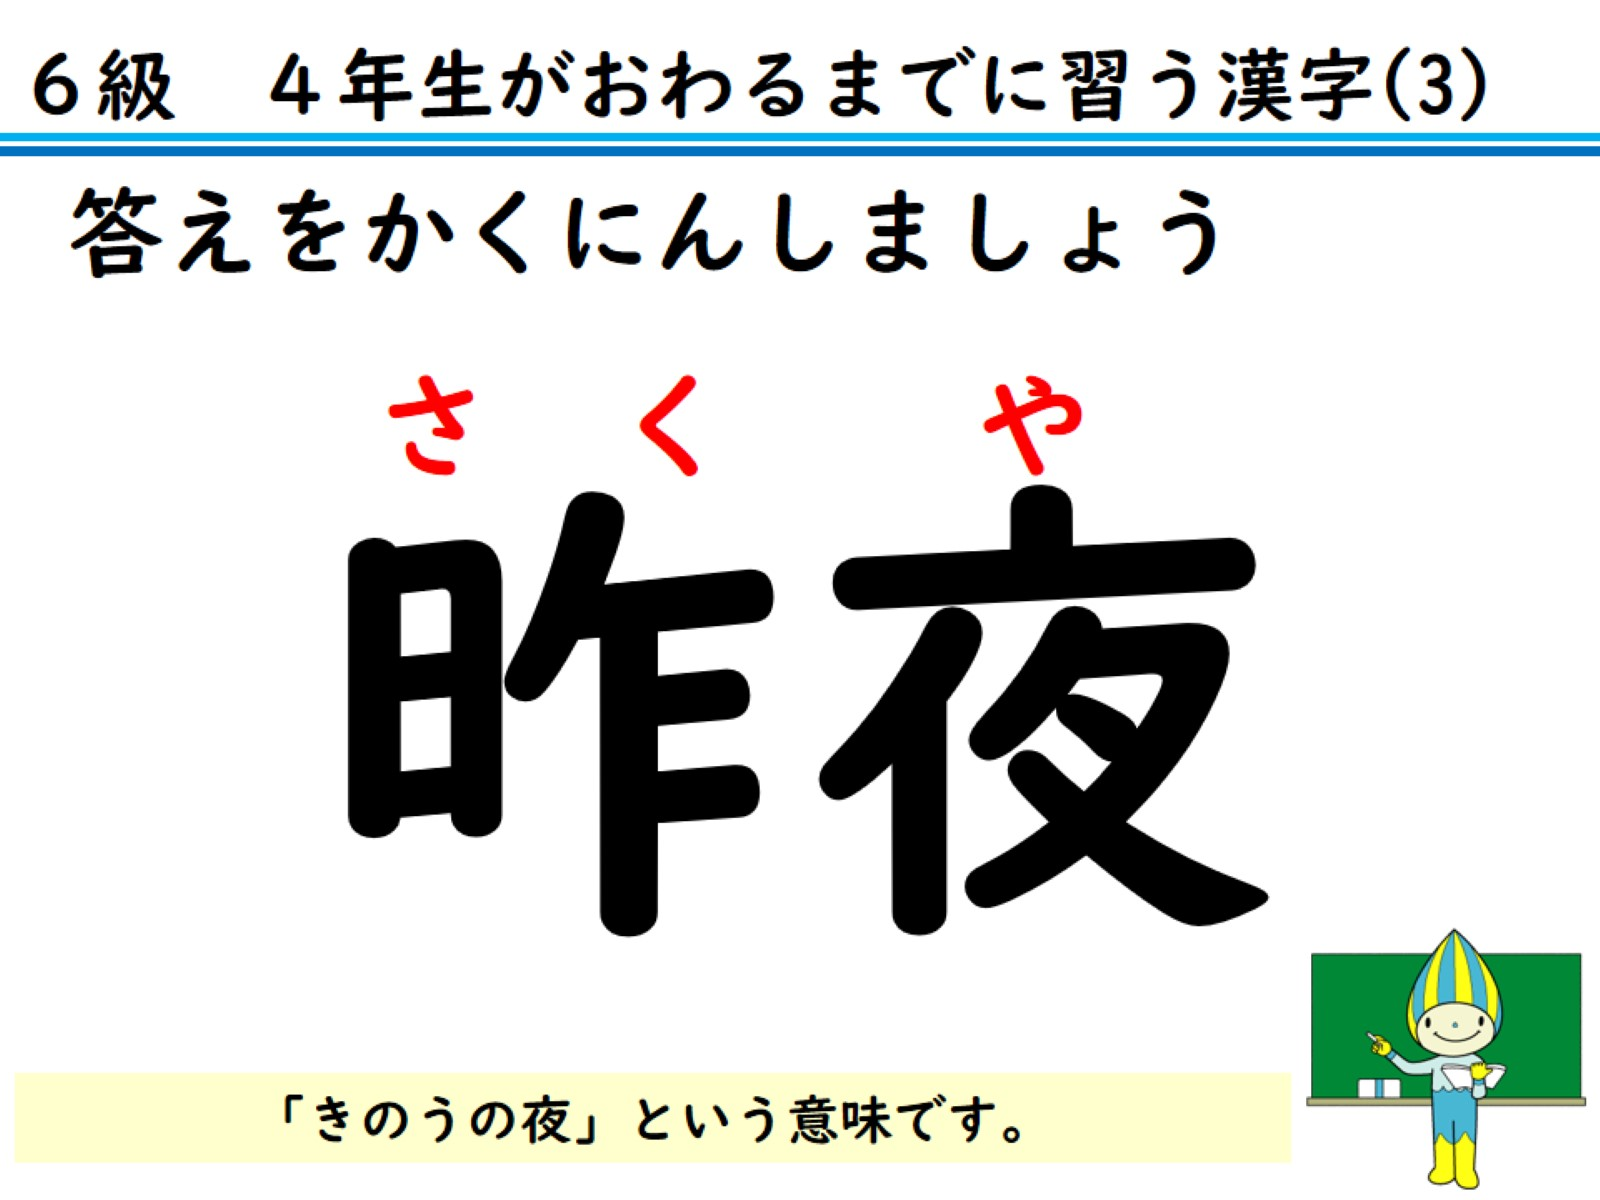 ６級　４年生がおわるまでに習う漢字(3)
答えをかくにんしましょう
さくや
昨夜
「きのうの夜」という意味です。